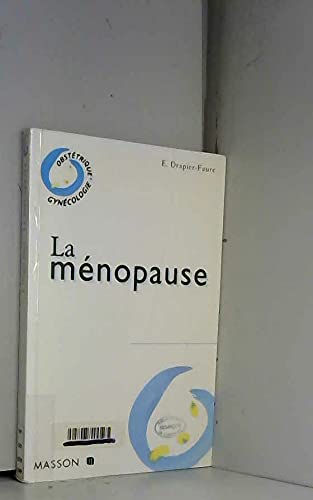 E. Drapier-Faure
OBSTÉTRIQUE
GYNÉCOLOGIE
La
ménopause
MASSON